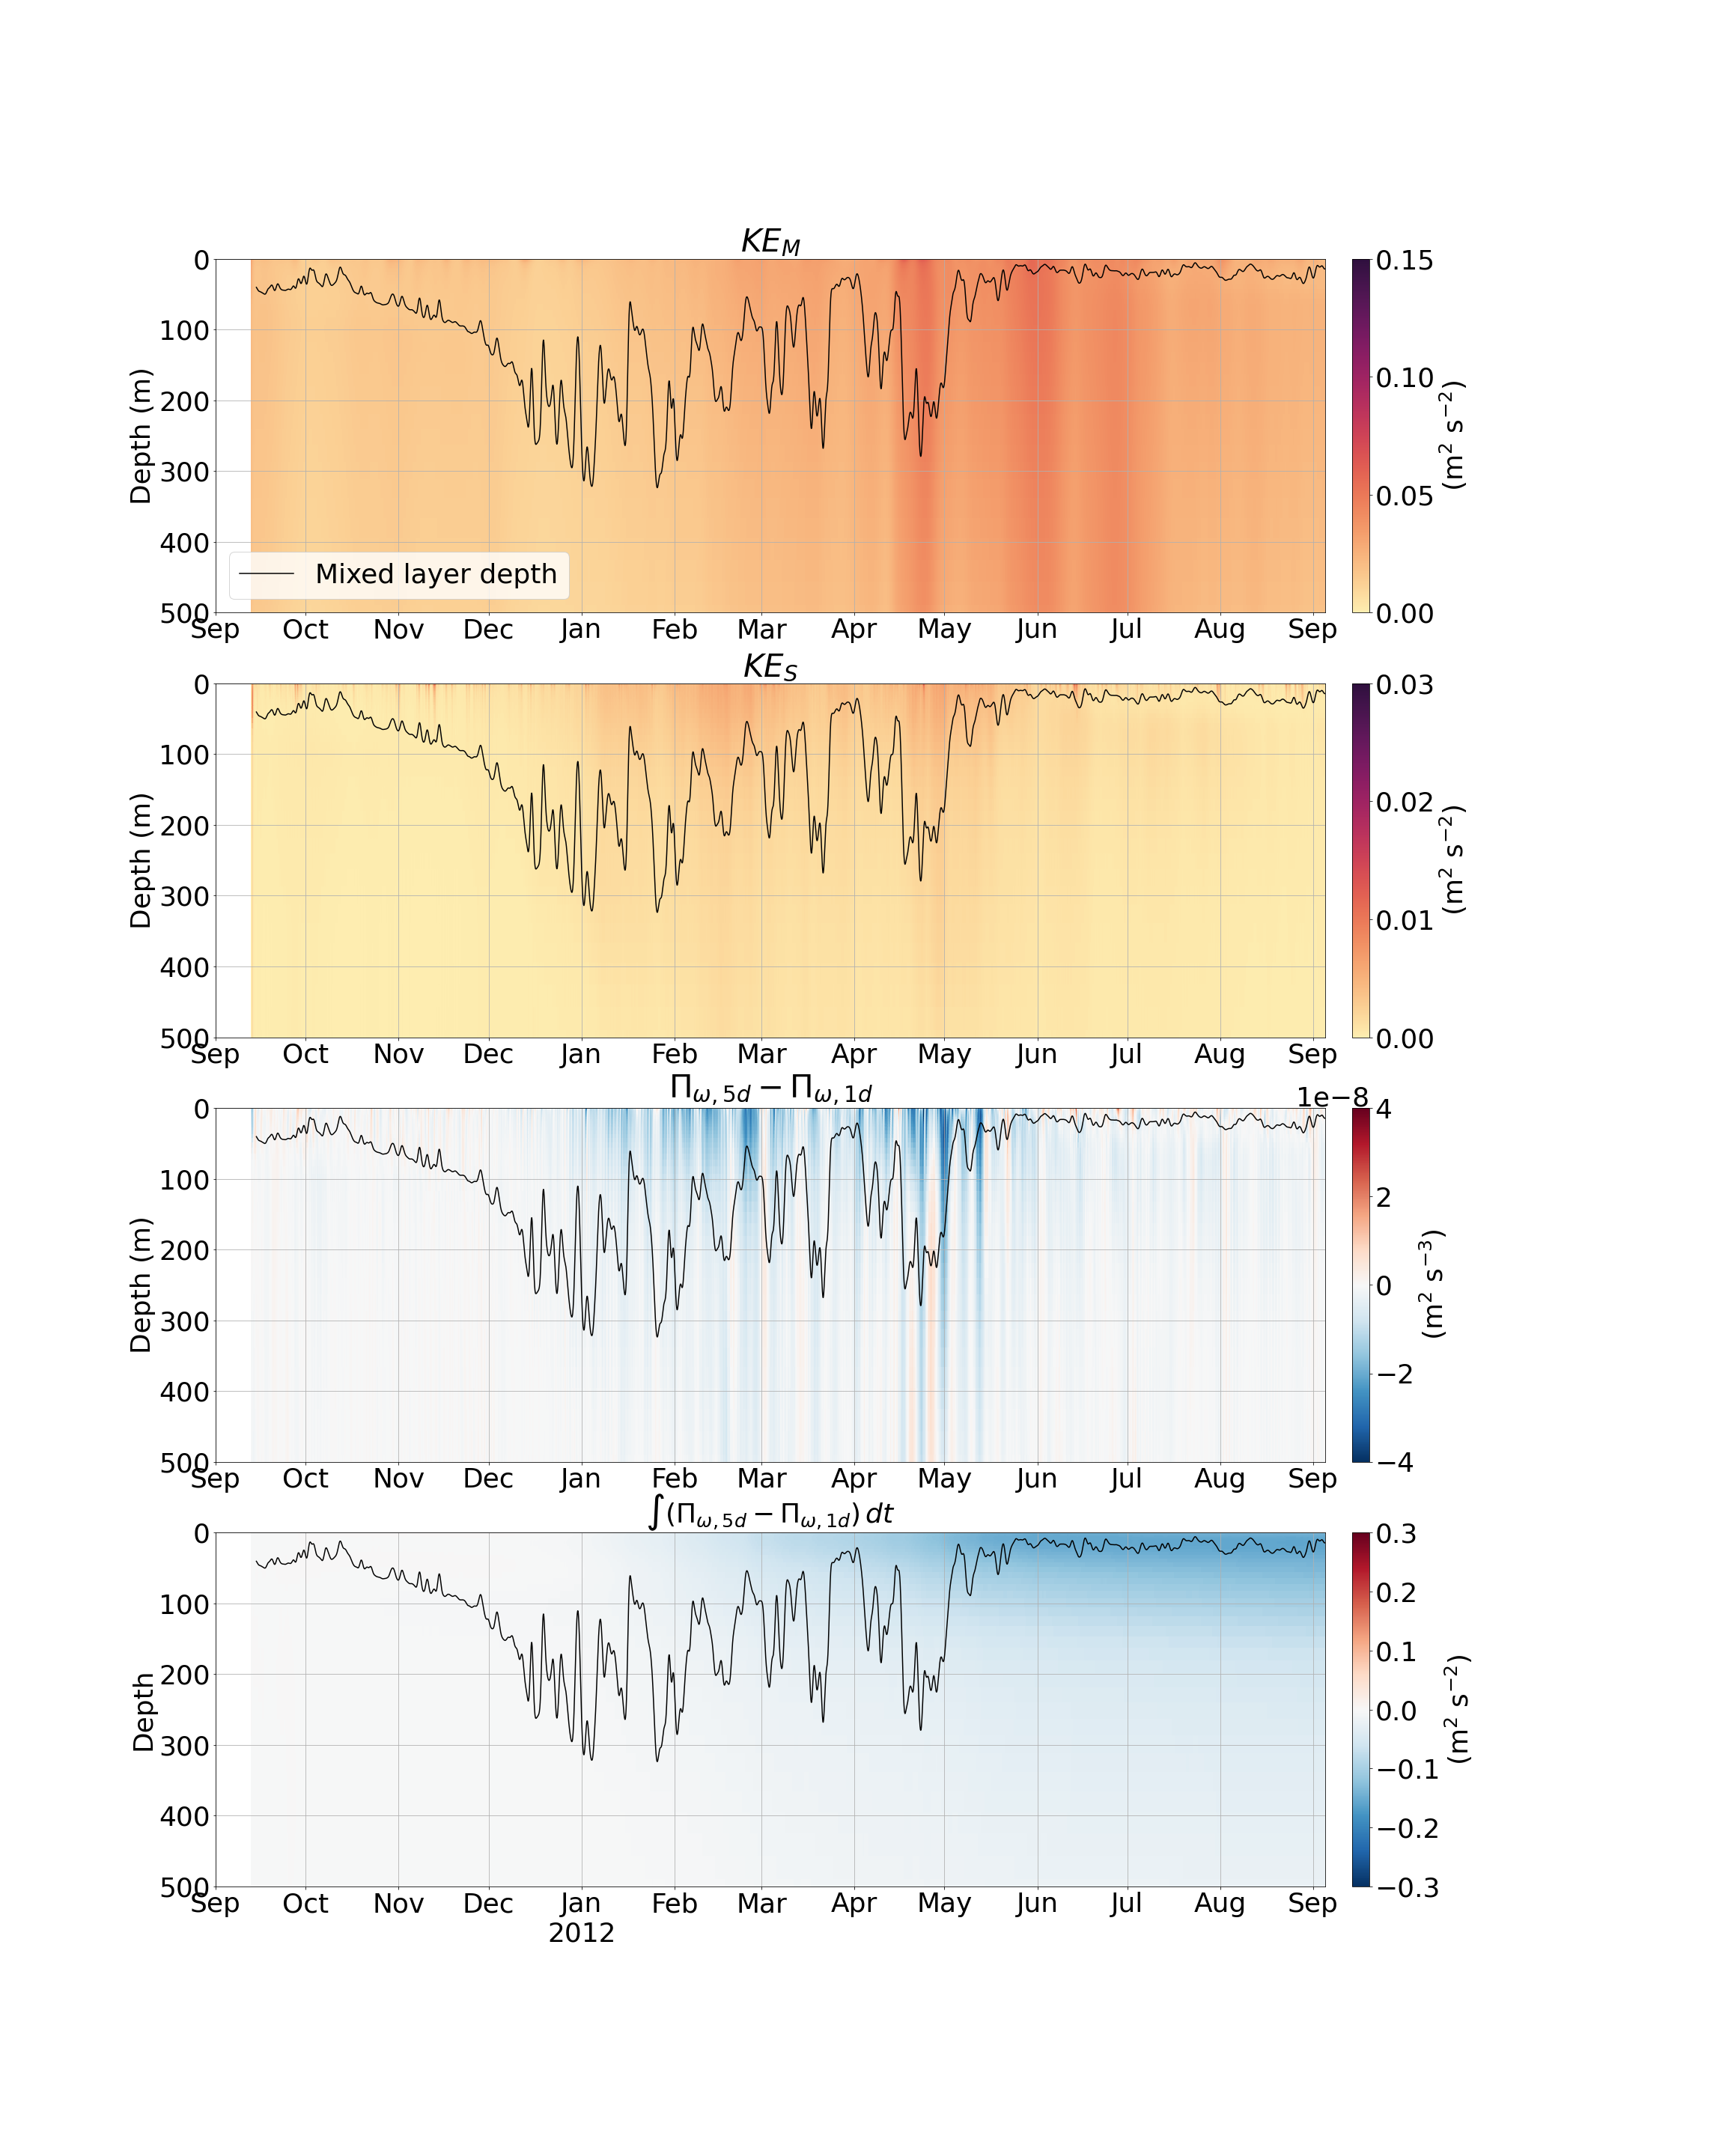 KE_M
0
100
200
300
400
500
Depth (m)
Mixed layer depth
Sep Oct Nov Dec Jan Feb Mar Apr May Jun Jul Aug Sep
0.15
0.10
0.05
0.00
(m² s⁻²)
KE_S
0
100
200
300
400
500
Depth (m)
Sep Oct Nov Dec Jan Feb Mar Apr May Jun Jul Aug Sep
0.03
0.02
0.01
0.00
(m² s⁻²)
Π_{ω, 5d} − Π_{ω, 1d}
0
100
200
300
400
500
Depth (m)
Sep Oct Nov Dec Jan Feb Mar Apr May Jun Jul Aug Sep
1e−8
4
2
0
−2
−4
(m² s⁻³)
∫(Π_{ω, 5d} − Π_{ω, 1d}) dt
0
100
200
300
400
500
Depth
Sep Oct Nov Dec Jan Feb Mar Apr May Jun Jul Aug Sep
2012
0.3
0.2
0.1
0.0
−0.1
−0.2
−0.3
(m² s⁻²)